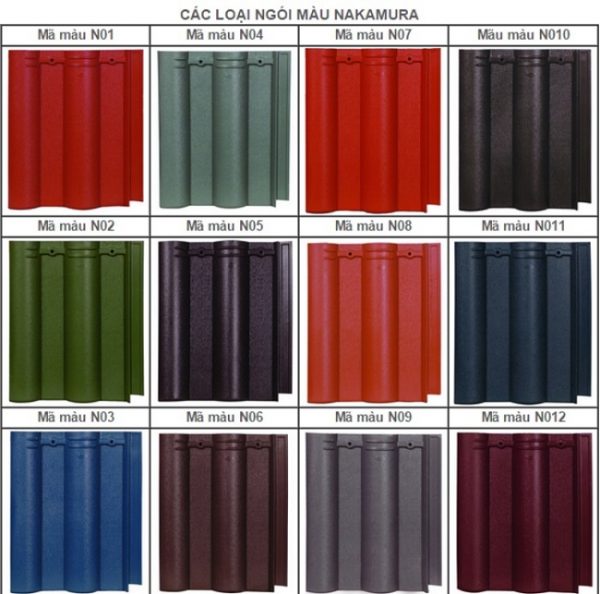 CÁC LOẠI NGÓI MÀU NAKAMURA
Mã màu N01 Mã màu N04 Mã màu N07 Mãu màu N010
Mã màu N02 Mã màu N05 Mã màu N08 Mã màu N011
Mã màu N03 Mã màu N06 Mã màu N09 Mã màu N012